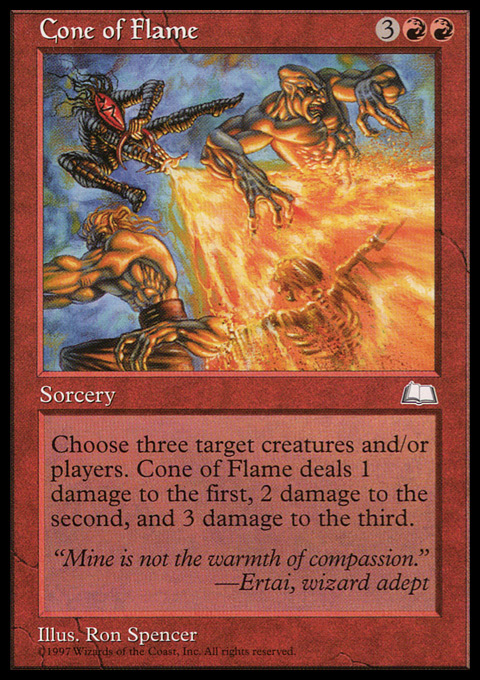 Cone of Flame 3
Sorcery
Choose three target creatures and/or
players. Cone of Flame deals 1
damage to the first, 2 damage to the
second, and 3 damage to the third.
“Mine is not the warmth of compassion.”
—Ertai, wizard adept
Illus. Ron Spencer
©1997 Wizards of the Coast, Inc. All rights reserved.